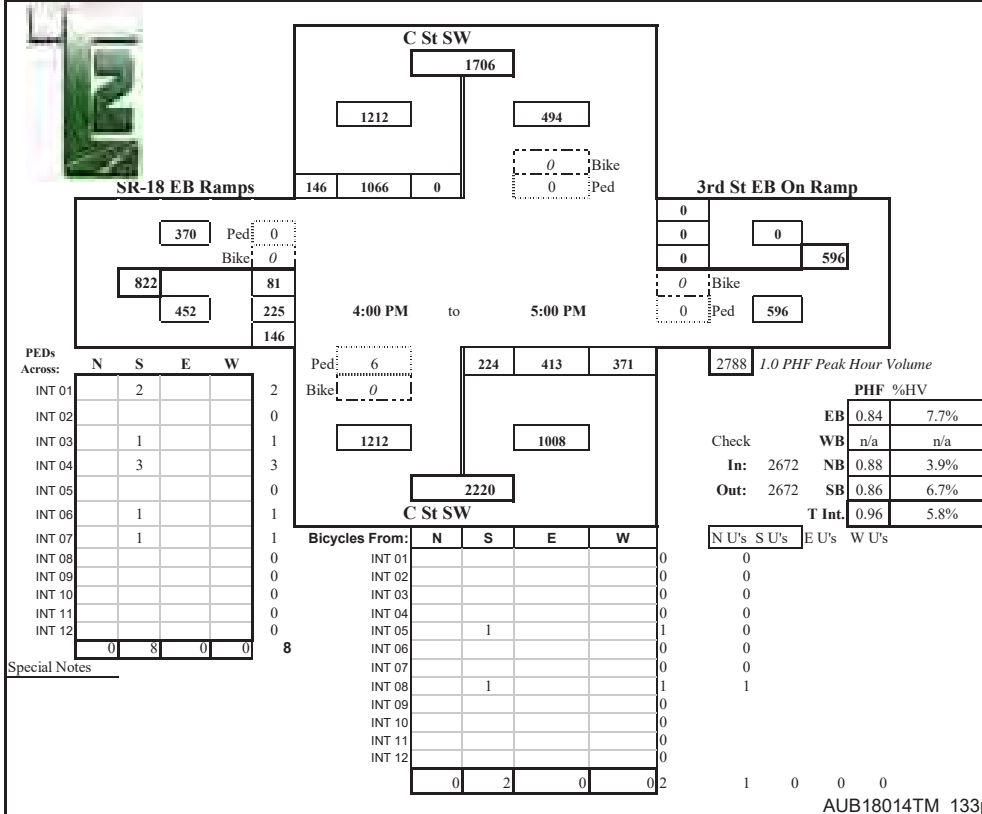 C St SW
1706
1212 494
0 Bike
146 1066 0 0 Ped
SR-18 EB Ramps 3rd St EB On Ramp
0
370 Ped 0 0 0
Bike 0 0 596
822 81 0 Bike
452 225 4:00 PM to 5:00 PM 0 Ped 596
146
PEDs
Across: N S E W Ped 6 224 413 371 2788 1.0 PHF Peak Hour Volume
INT 01 2 2 Bike 0 PHF %HV
INT 02 0 EB 0.84 7.7%
INT 03 1 1 1212 1008 Check WB n/a n/a
INT 04 3 3 In: 2672 NB 0.88 3.9%
INT 05 0 2220 Out: 2672 SB 0.86 6.7%
INT 06 1 1 C St SW T Int. 0.96 5.8%
INT 07 1 1 Bicycles From: N S E W N U's S U's E U's W U's
INT 08 0 INT 01 0 0
INT 09 0 INT 02 0 0
INT 10 0 INT 03 0 0
INT 11 0 INT 04 0 0
INT 12 0 INT 05 1 1 0
0 8 0 0 8 INT 06 0 0
Special Notes INT 07 0 0
INT 08 1 1 1
INT 09 0
INT 10 0
INT 11 0
INT 12 0
0 2 0 0 2 1 0 0 0
AUB18014TM 133p